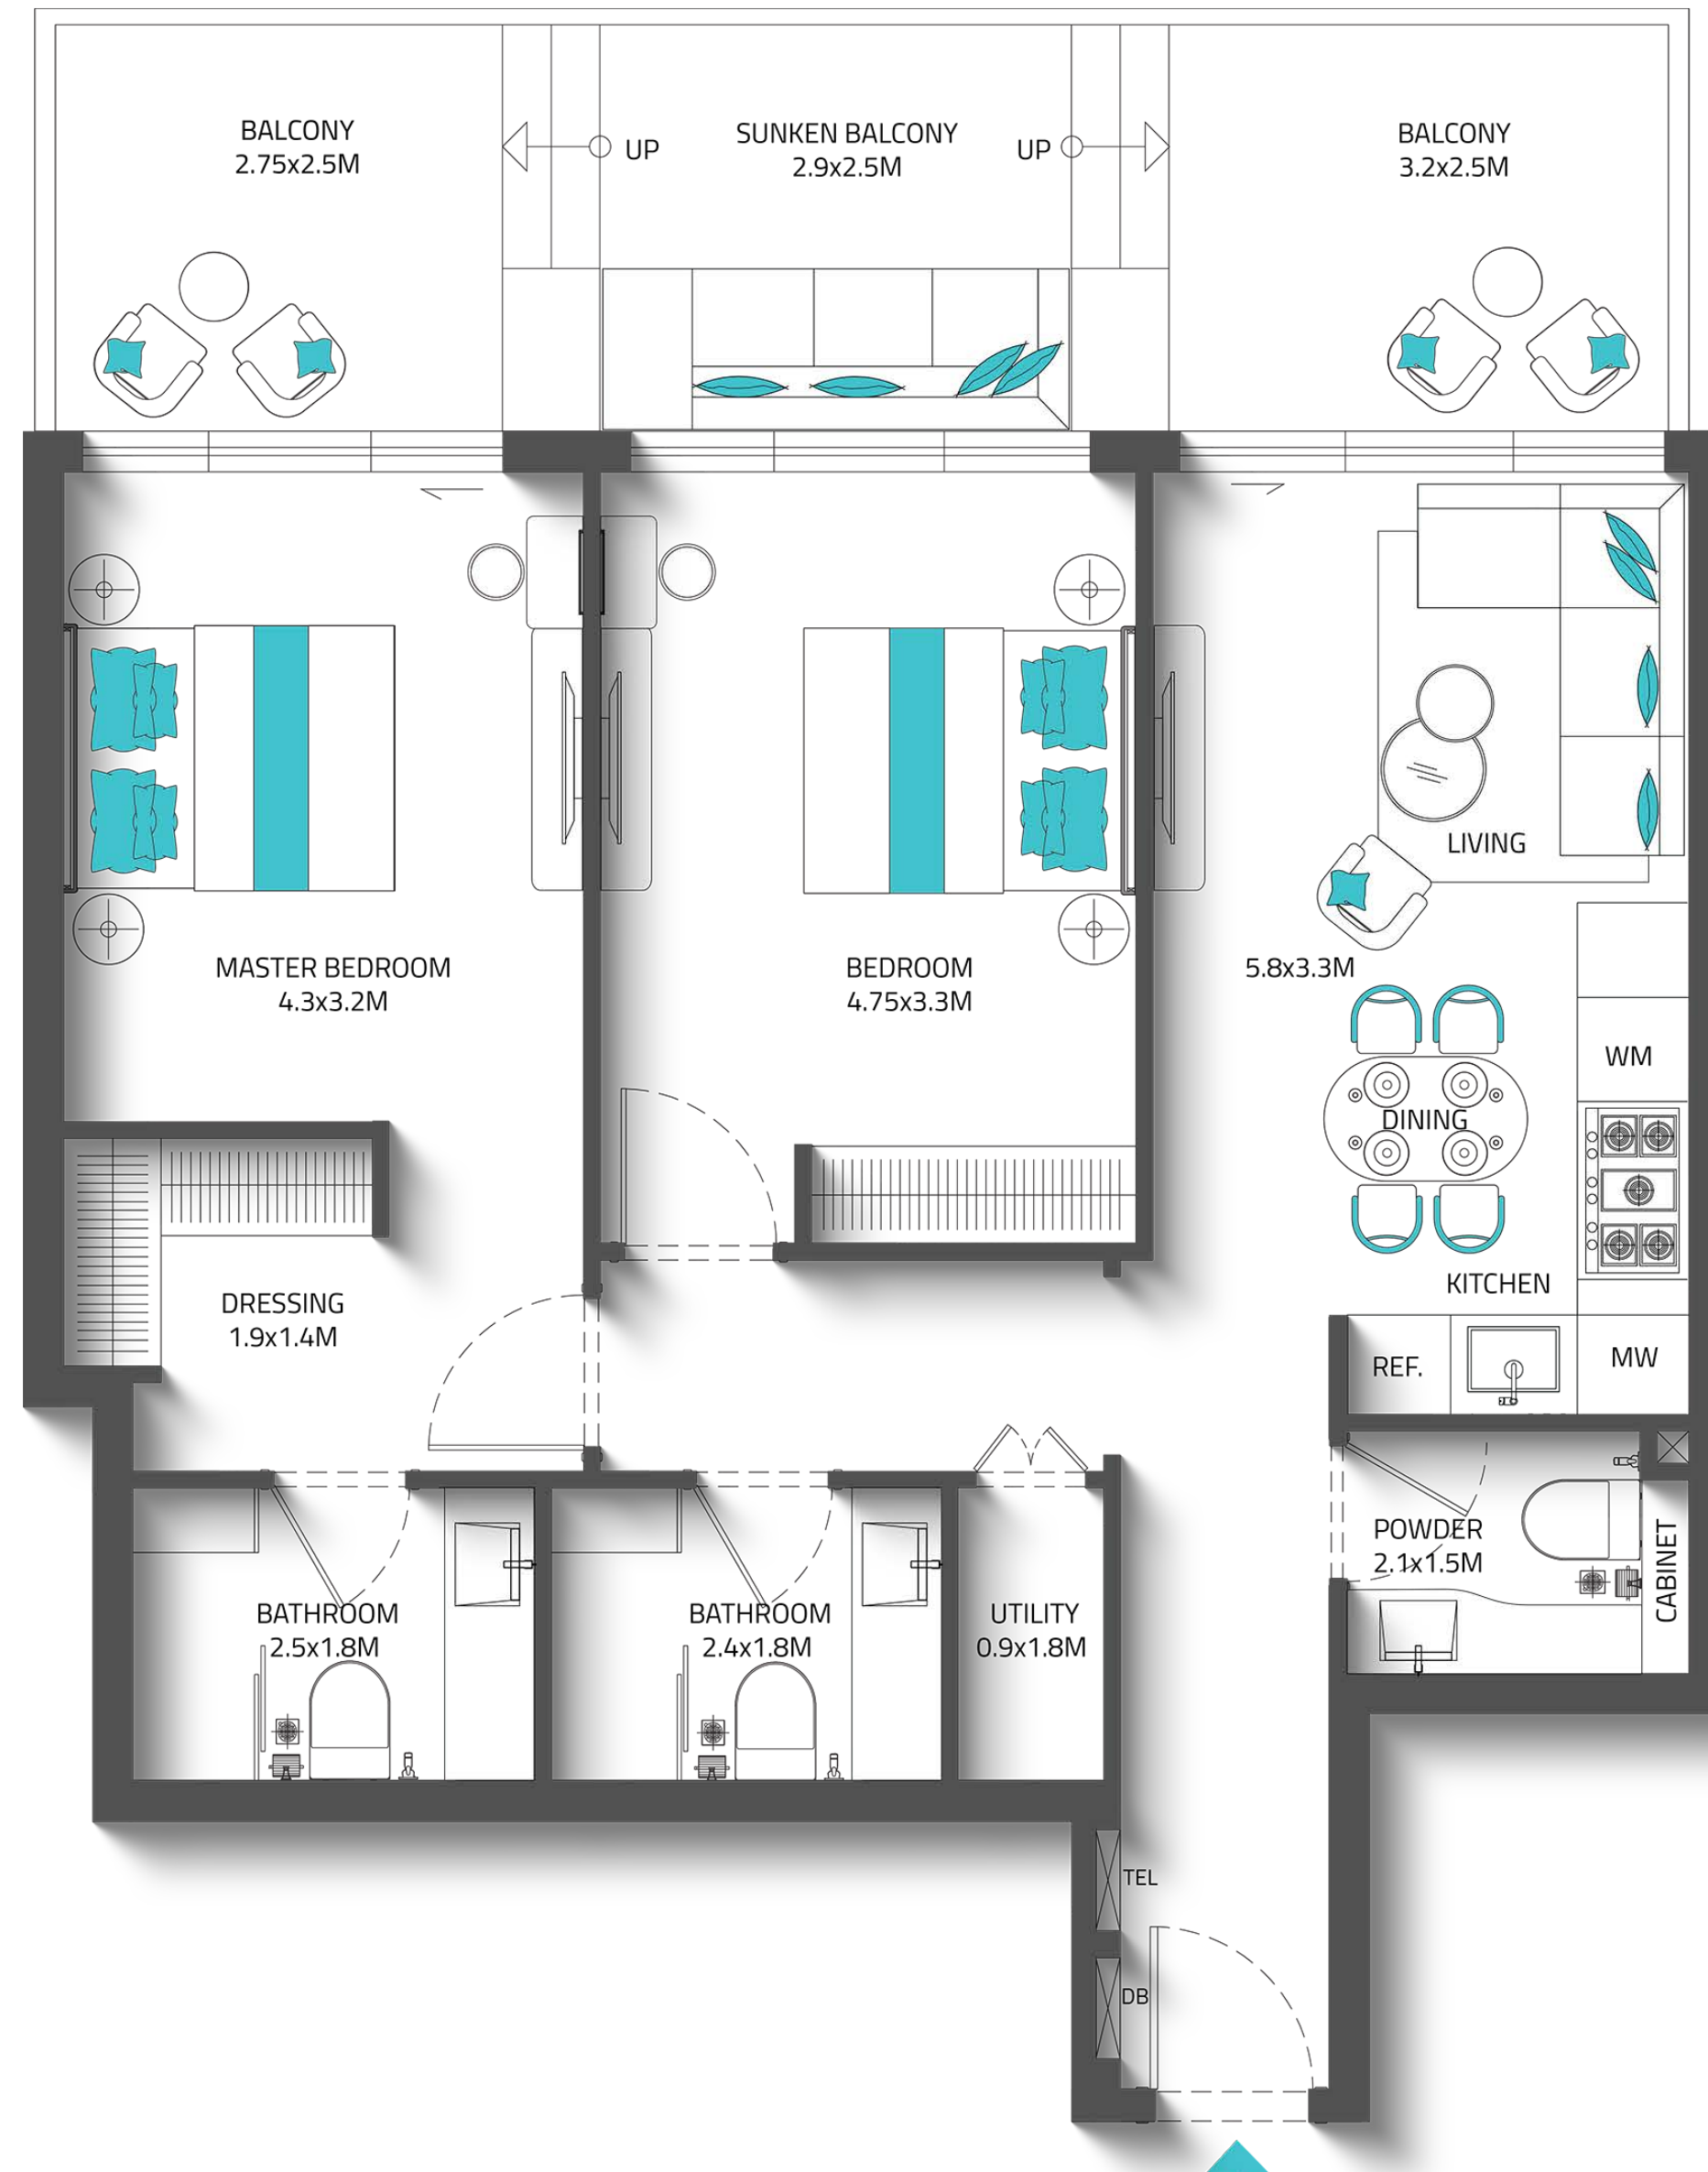 BALCONY
2.75x2.5M
UP
SUNKEN BALCONY
2.9x2.5M
UP
BALCONY
3.2x2.5M
LIVING
MASTER BEDROOM
4.3x3.2M
BEDROOM
4.75x3.3M
5.8x3.3M
WM
DINING
KITCHEN
DRESSING
1.9x1.4M
REF.
MW
POWDER
2.1x1.5M
CABINET
BATHROOM
2.5x1.8M
BATHROOM
2.4x1.8M
UTILITY
0.9x1.8M
TEL
DB